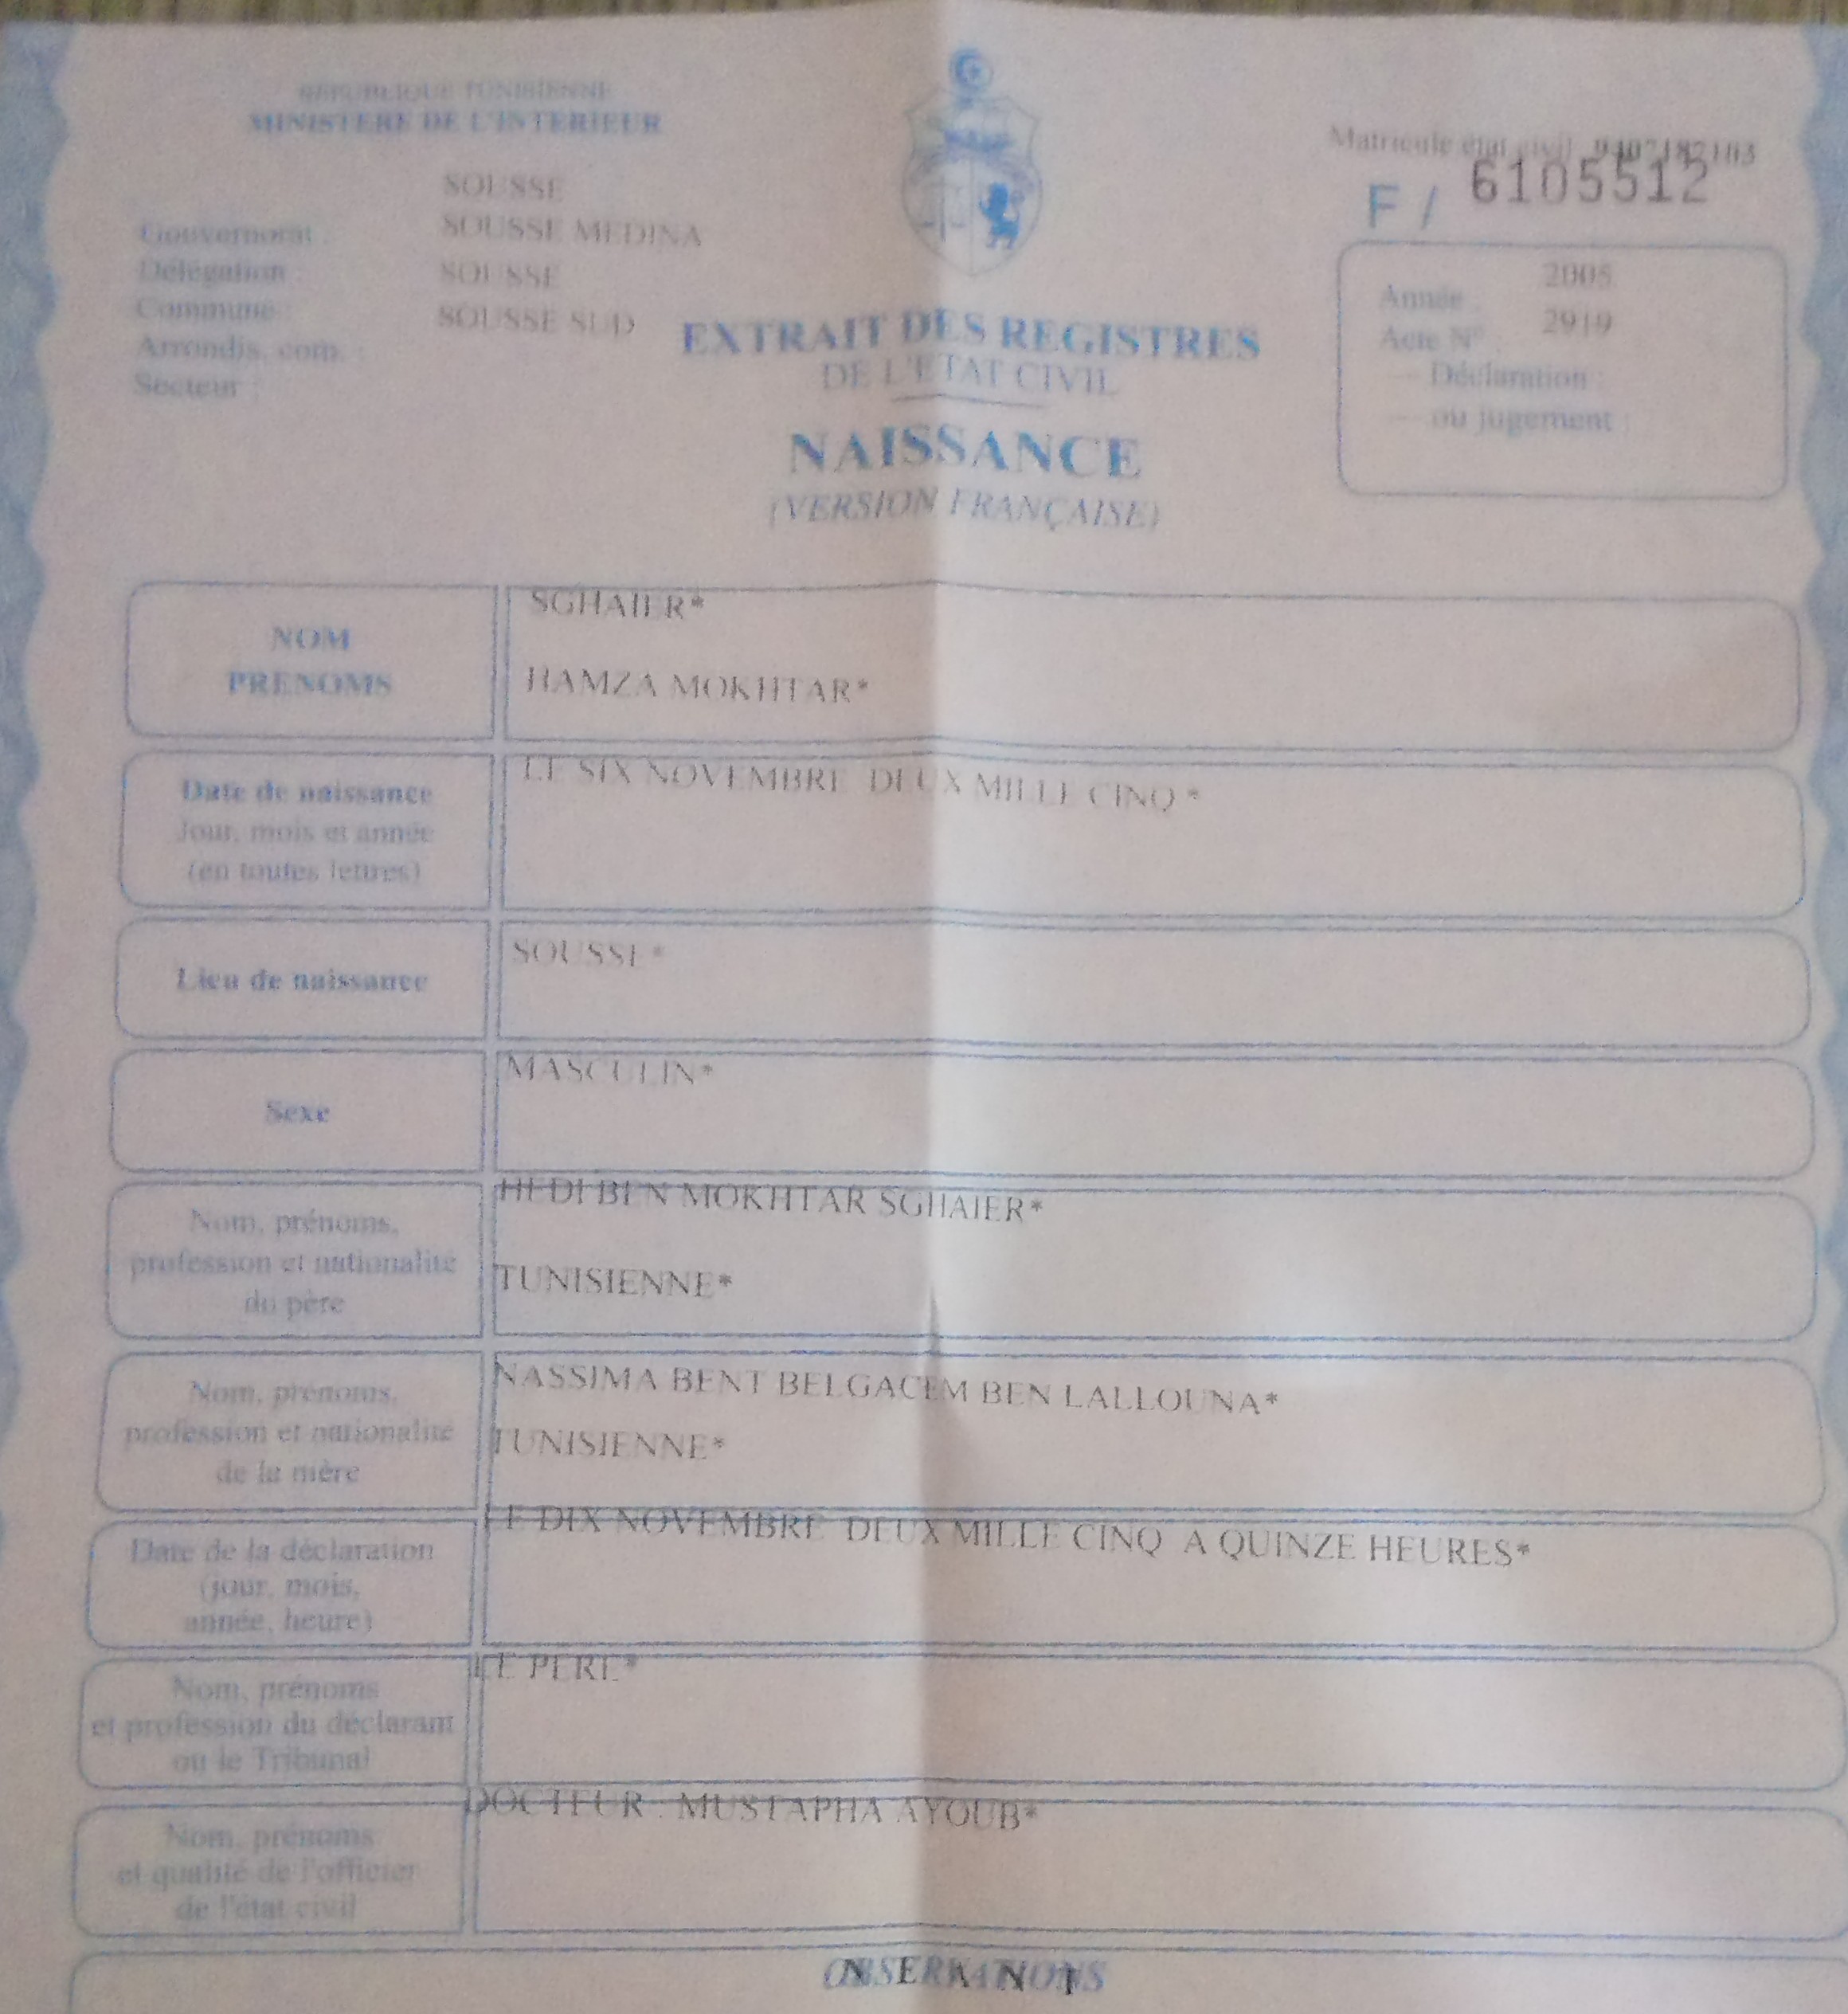 REPUBLIQUE TUNISIENNE
MINISTERE DE L'INTERIEUR
Matricule état civil
F / 6105512
Gouvernorat : SOUSSE
Délégation : SOUSSE MEDINA
Commune : SOUSSE
Arrondis. com. : SOUSSE SUD
Secteur :
Année : 2005
Acte N° : 2919
— Déclaration :
— ou jugement :
EXTRAIT DES REGISTRES
DE L'ETAT CIVIL
NAISSANCE
(VERSION FRANÇAISE)
NOM
PRENOMS
SGHAIER*
HAMZA MOKHTAR*
Date de naissance
Jour, mois et année
(en toutes lettres)
LE SIX NOVEMBRE DEUX MILLE CINQ *
Lieu de naissance
SOUSSE*
Sexe
MASCULIN*
Nom, prénoms,
profession et nationalité
du père
HEDI BEN MOKHTAR SGHAIER*
TUNISIENNE*
Nom, prénoms,
profession et nationalité
de la mère
NASSIMA BENT BELGACEM BEN LALLOUNA*
TUNISIENNE*
Date de la déclaration
(jour, mois,
année, heure)
LE DIX NOVEMBRE DEUX MILLE CINQ A QUINZE HEURES*
Nom, prénoms
et profession du déclarant
ou le Tribunal
LE PERE*
Nom, prénoms
et qualité de l'officier
de l'état civil
DOCTEUR : MUSTAPHA AYOUB*
OBSERVATIONS